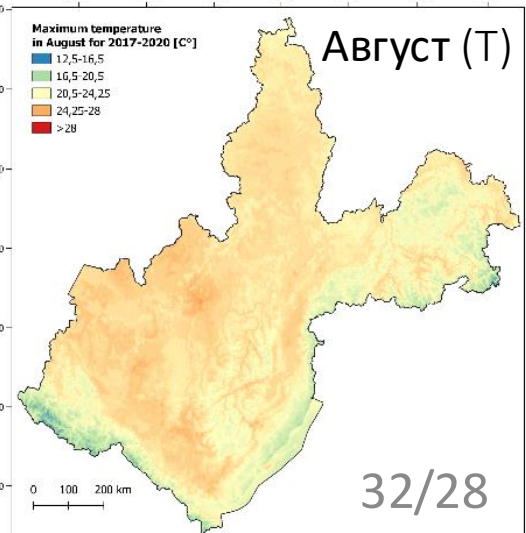 Maximum temperature
in August for 2017-2020 [C°]
12,5-16,5
16,5-20,5
20,5-24,25
24,25-28
>28
Август (Т)
0 100 200 km
32/28